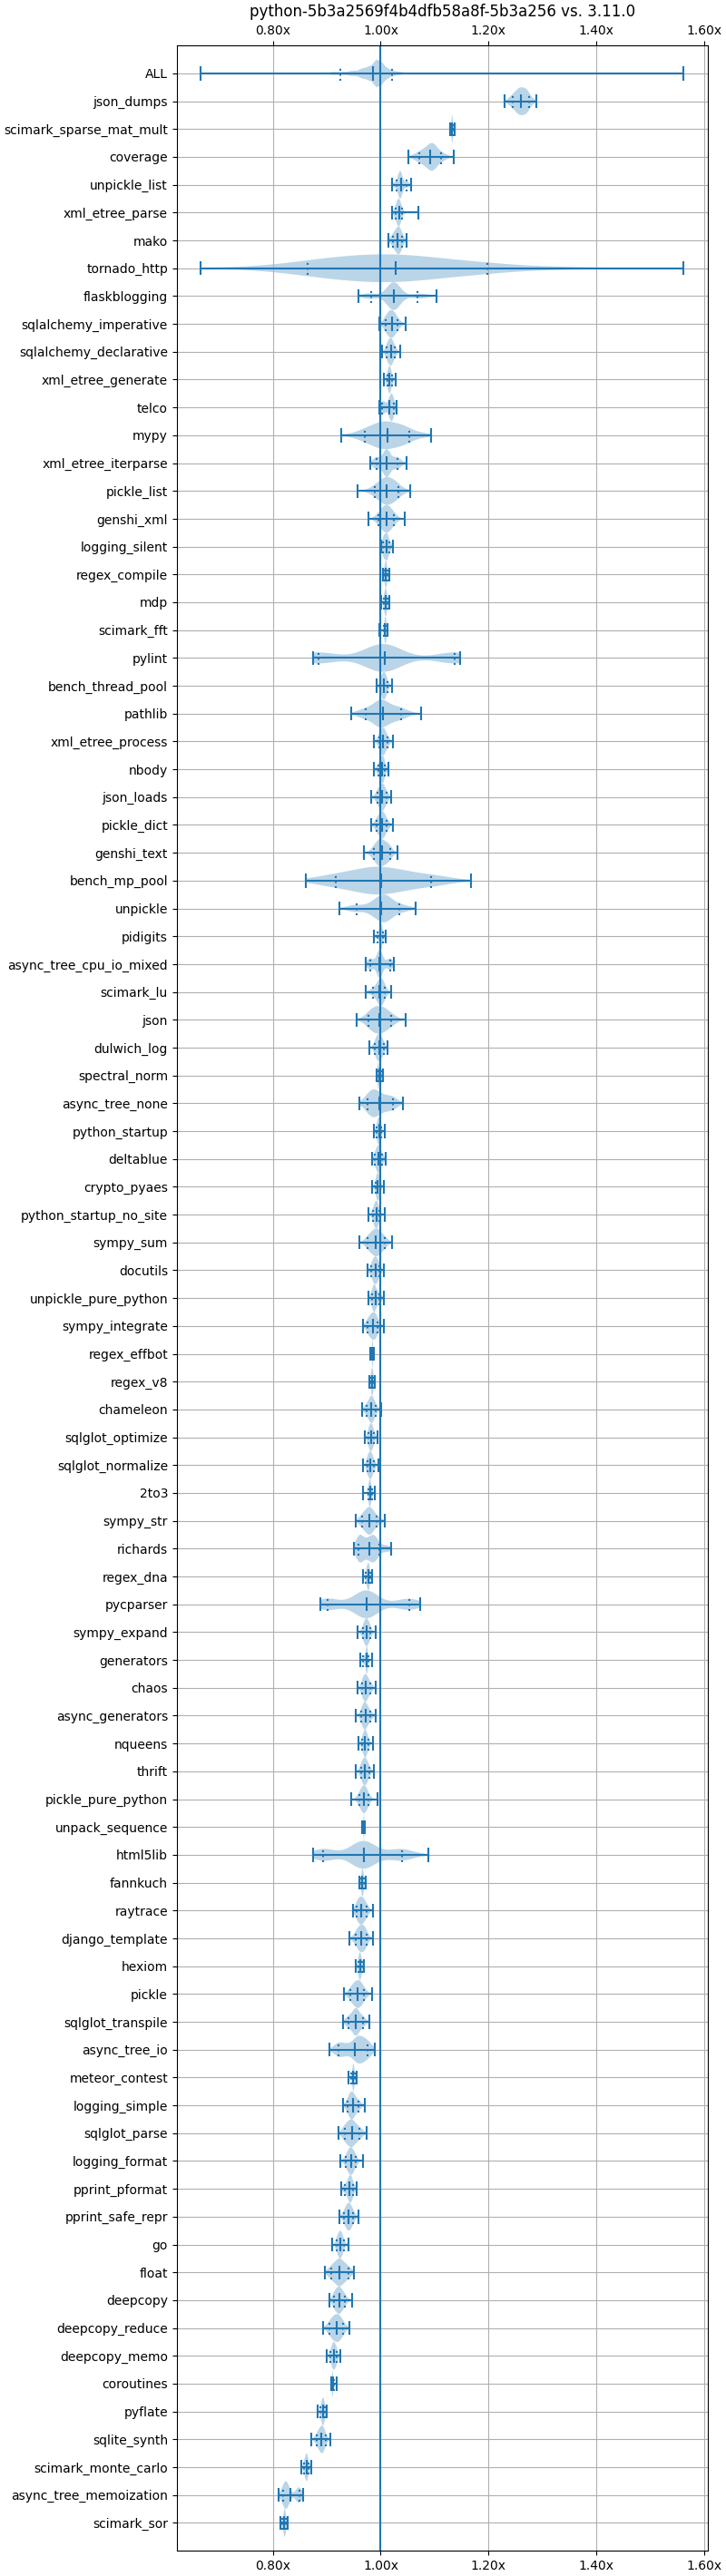 python-5b3a2569f4b4dfb58a8f-5b3a256 vs. 3.11.0
0.80x 1.00x 1.20x 1.40x 1.60x
ALL
json_dumps
scimark_sparse_mat_mult
coverage
unpickle_list
xml_etree_parse
mako
tornado_http
flaskblogging
sqlalchemy_imperative
sqlalchemy_declarative
xml_etree_generate
telco
mypy
xml_etree_iterparse
pickle_list
genshi_xml
logging_silent
regex_compile
mdp
scimark_fft
pylint
bench_thread_pool
pathlib
xml_etree_process
nbody
json_loads
pickle_dict
genshi_text
bench_mp_pool
unpickle
pidigits
async_tree_cpu_io_mixed
scimark_lu
json
dulwich_log
spectral_norm
async_tree_none
python_startup
deltablue
crypto_pyaes
python_startup_no_site
sympy_sum
docutils
unpickle_pure_python
sympy_integrate
regex_effbot
regex_v8
chameleon
sqlglot_optimize
sqlglot_normalize
2to3
sympy_str
richards
regex_dna
pycparser
sympy_expand
generators
chaos
async_generators
nqueens
thrift
pickle_pure_python
unpack_sequence
html5lib
fannkuch
raytrace
django_template
hexiom
pickle
sqlglot_transpile
async_tree_io
meteor_contest
logging_simple
sqlglot_parse
logging_format
pprint_pformat
pprint_safe_repr
go
float
deepcopy
deepcopy_reduce
deepcopy_memo
coroutines
pyflate
sqlite_synth
scimark_monte_carlo
async_tree_memoization
scimark_sor
0.80x 1.00x 1.20x 1.40x 1.60x